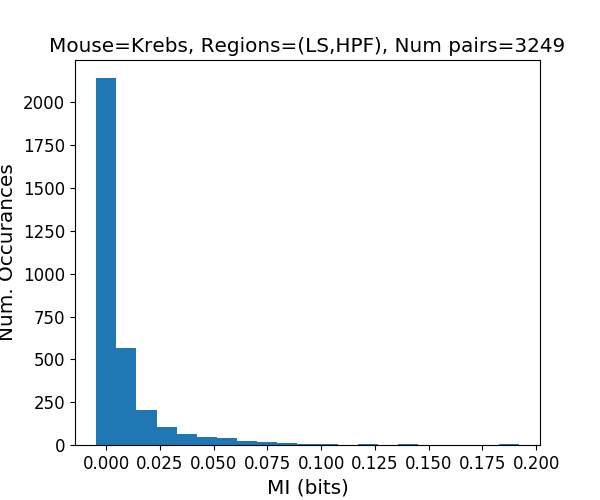 Mouse=Krebs, Regions=(LS,HPF), Num pairs=3249
2000
1750
1500
1250
1000
750
500
250
0
Num. Occurances
0.000 0.025 0.050 0.075 0.100 0.125 0.150 0.175 0.200
MI (bits)